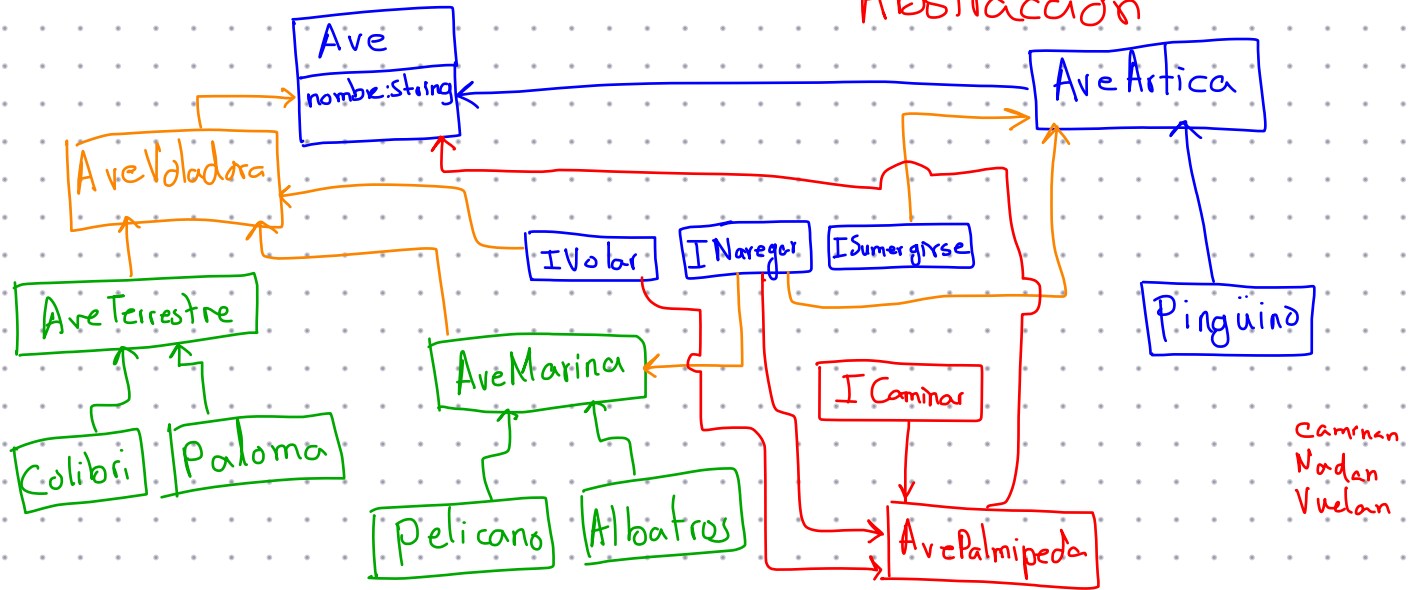 Abstraccion
Ave
nombre:String
AveArtica
AveVoladora
IVolar
INavegar
ISumergirse
AveTerrestre
Pingüino
AveMarina
ICaminar
Colibri
Paloma
Caminan
Nadan
Vuelan
Pelicano
Albatros
AvePalmipeda